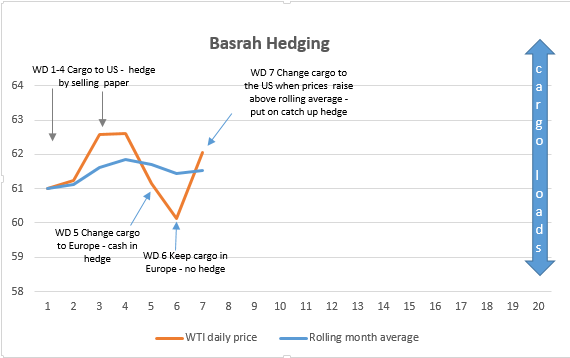 Basrah Hedging
WD 1-4 Cargo to US - hedge
by selling paper
WD 7 Change cargo to
the US when prices raise
above rolling average -
put on catch up hedge
WD 5 Change cargo
to Europe - cash in
hedge
WD 6 Keep cargo in
Europe - no hedge
cargo loads
64
63
62
61
60
59
58
1 2 3 4 5 6 7 8 9 10 11 12 13 14 15 16 17 18 19 20
WTI daily price Rolling month average